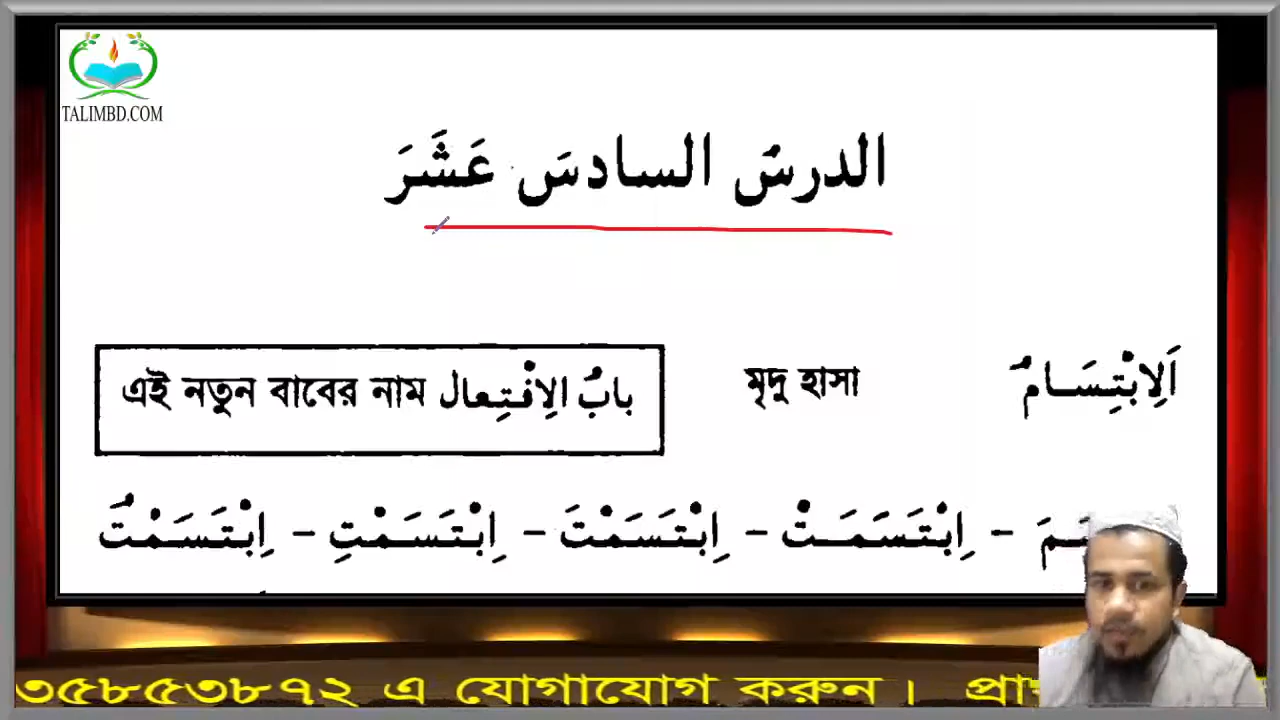 TALIMBD.COM
الدرسُ السادسَ عَشَرَ
اَلِابْتِسَامُ মৃদু হাসা
এই নতুন বাবের নাম بابُ الِافْتِعال
اِبْتَسَمَتْ – اِبْتَسَمْتَ – اِبْتَسَمْتِ – اِبْتَسَمْتُ
৩৫৮৫৩৮৭২ এ যোগাযোগ করুন।